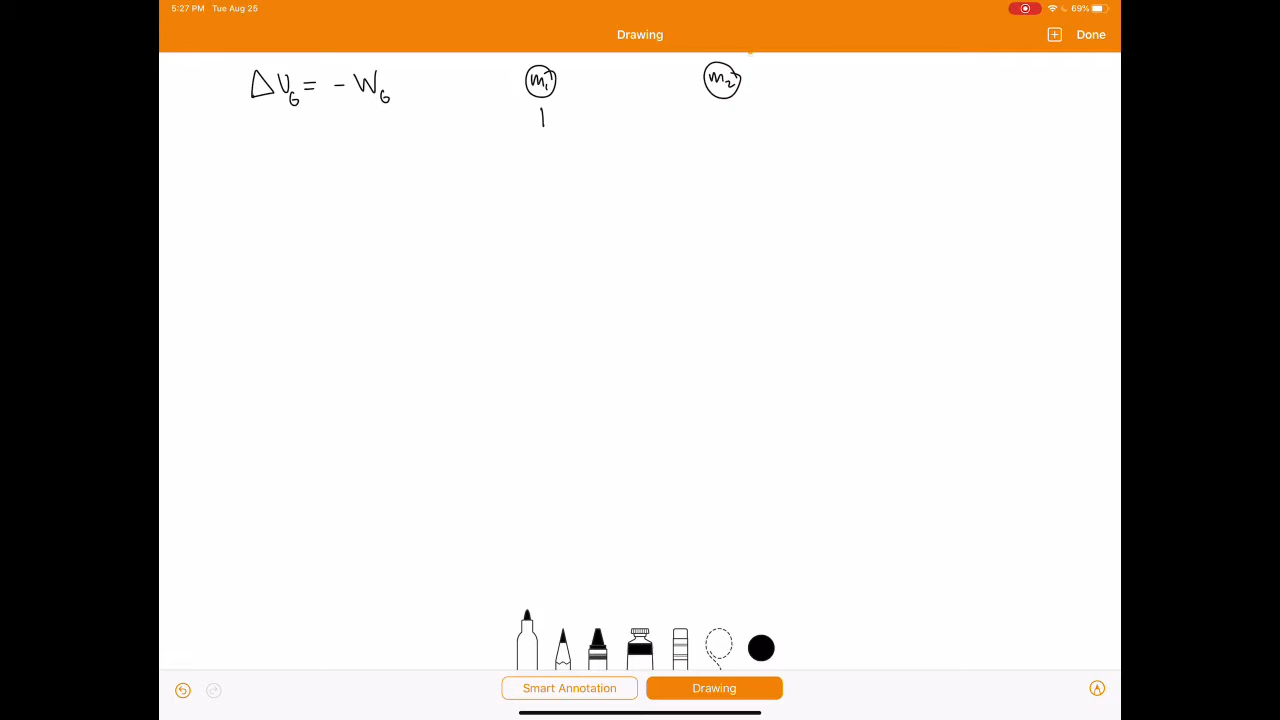 5:27 PM Tue Aug 25 69%
Drawing Done
ΔU_G = - W_G m₁ m₂
Smart Annotation Drawing